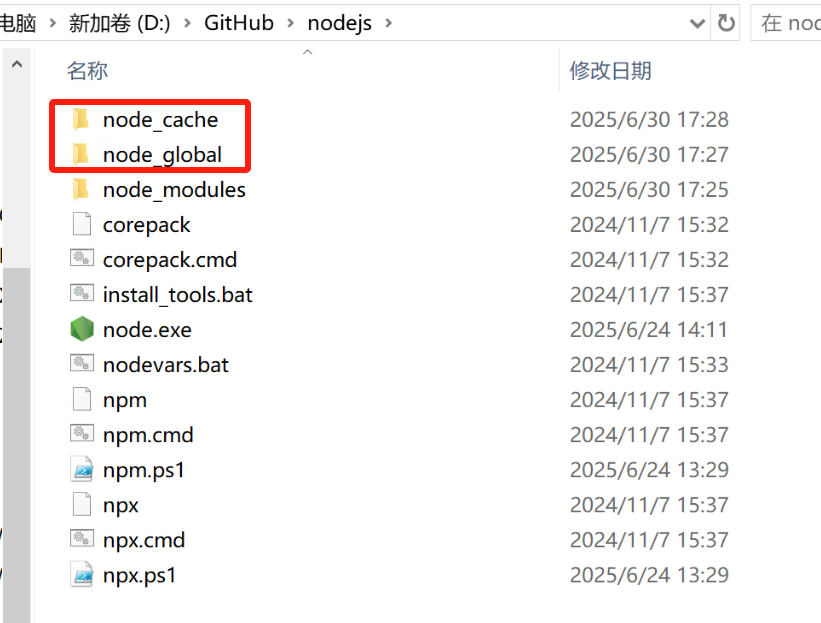 电脑 > 新加卷 (D:) > GitHub > nodejs >
在 nod
名称 修改日期
node_cache 2025/6/30 17:28
node_global 2025/6/30 17:27
node_modules 2025/6/30 17:25
corepack 2024/11/7 15:32
corepack.cmd 2024/11/7 15:32
install_tools.bat 2024/11/7 15:37
node.exe 2025/6/24 14:11
nodevars.bat 2024/11/7 15:33
npm 2024/11/7 15:37
npm.cmd 2024/11/7 15:37
npm.ps1 2025/6/24 13:29
npx 2024/11/7 15:37
npx.cmd 2024/11/7 15:37
npx.ps1 2025/6/24 13:29